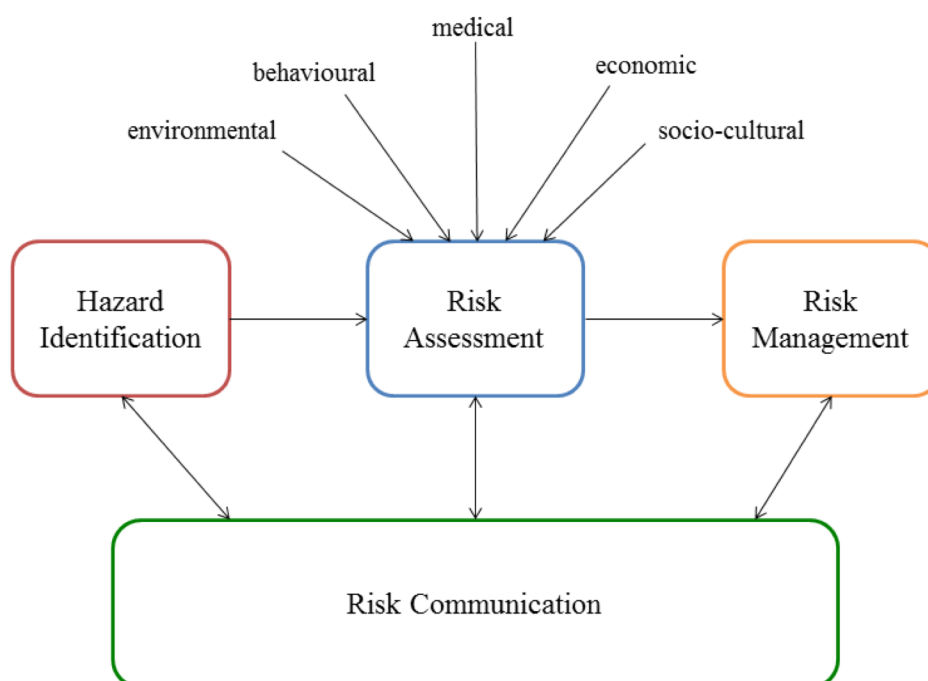 medical
behavioural
economic
environmental
socio-cultural
Hazard
Identification
Risk
Assessment
Risk
Management
Risk Communication